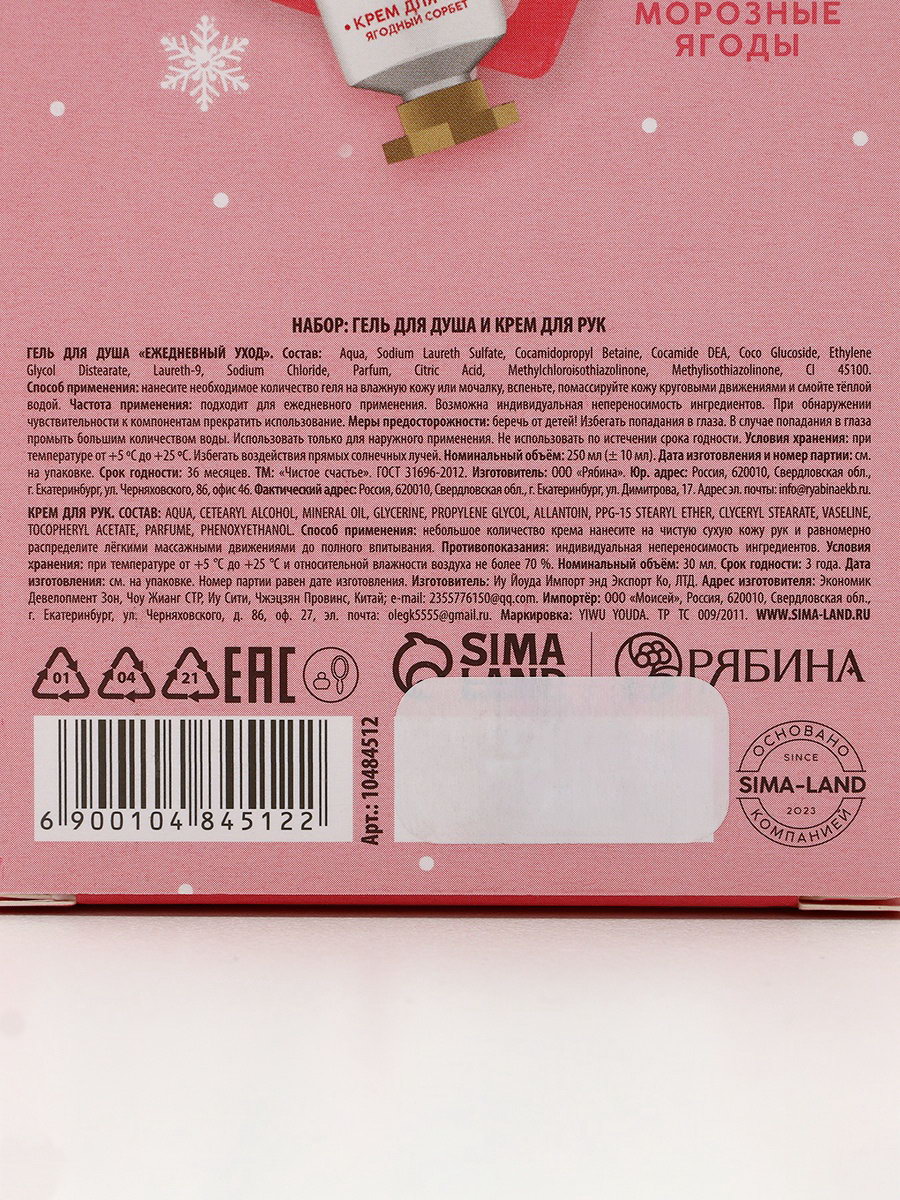 • КРЕМ ДЛЯ
ЯГОДНЫЙ СОРБЕТ
МОРОЗНЫЕ
ЯГОДЫ
НАБОР: ГЕЛЬ ДЛЯ ДУША И КРЕМ ДЛЯ РУК
ГЕЛЬ ДЛЯ ДУША «ЕЖЕДНЕВНЫЙ УХОД». Состав: Aqua, Sodium Laureth Sulfate, Cocamidopropyl Betaine, Cocamide DEA, Coco Glucoside, Ethylene
Glycol Distearate, Laureth-9, Sodium Chloride, Parfum, Citric Acid, Methylchloroisothiazolinone, Methylisothiazolinone, CI 45100.
Способ применения: нанесите необходимое количество геля на влажную кожу или мочалку, вспеньте, помассируйте кожу круговыми движениями и смойте тёплой
водой. Частота применения: подходит для ежедневного применения. Возможна индивидуальная непереносимость ингредиентов. При обнаружении
чувствительности к компонентам прекратить использование. Меры предосторожности: беречь от детей! Избегать попадания в глаза. В случае попадания в глаза
промыть большим количеством воды. Использовать только для наружного применения. Не использовать по истечении срока годности. Условия хранения: при
температуре от +5 ºС до +25 ºС. Избегать воздействия прямых солнечных лучей. Номинальный объём: 250 мл (± 10 мл). Дата изготовления и номер партии: см.
на упаковке. Срок годности: 36 месяцев. ТМ: «Чистое счастье». ГОСТ 31696-2012. Изготовитель: ООО «Рябина». Юр. адрес: Россия, 620010, Свердловская обл.,
г. Екатеринбург, ул. Черняховского, 86, офис 46. Фактический адрес: Россия, 620010, Свердловская обл., г. Екатеринбург, ул. Димитрова, 17. Адрес эл. почты: info@ryabinaekb.ru.
КРЕМ ДЛЯ РУК. СОСТАВ: AQUA, CETEARYL ALCOHOL, MINERAL OIL, GLYCERINE, PROPYLENE GLYCOL, ALLANTOIN, PPG-15 STEARYL ETHER, CLYCERYL STEARATE, VASELINE,
TOCOPHERYL ACETATE, PARFUME, PHENOXYETHANOL. Способ применения: небольшое количество крема нанесите на чистую сухую кожу рук и равномерно
распределите лёгкими массажными движениями до полного впитывания. Противопоказания: индивидуальная непереносимость ингредиентов. Условия
хранения: при температуре от +5 °С до +25 °С и относительной влажности воздуха не более 70 %. Номинальный объём: 30 мл. Срок годности: 3 года. Дата
изготовления: см. на упаковке. Номер партии равен дате изготовления. Изготовитель: Иу Йоуда Импорт энд Экспорт Ко, ЛТД. Адрес изготовителя: Экономик
Девелопмент Зон, Чоу Жианг СТР, Иу Сити, Чжэцзян Провинс, Китай; e-mail: 2355776150@qq.com. Импортёр: ООО «Моисей», Россия, 620010, Свердловская обл.,
г. Екатеринбург, ул. Черняховского, д. 86, оф. 27, эл. почта: olegk5555@gmail.ru. Маркировка: YIWU YOUDA. ТР ТС 009/2011. WWW.SIMA-LAND.RU
01 04 21 EAC
SIMA
LAND
РЯБИНА
6 900104 845122
Арт.: 10484512
ОСНОВАНО
SINCE
SIMA-LAND
2023
КОМПАНИЕЙ